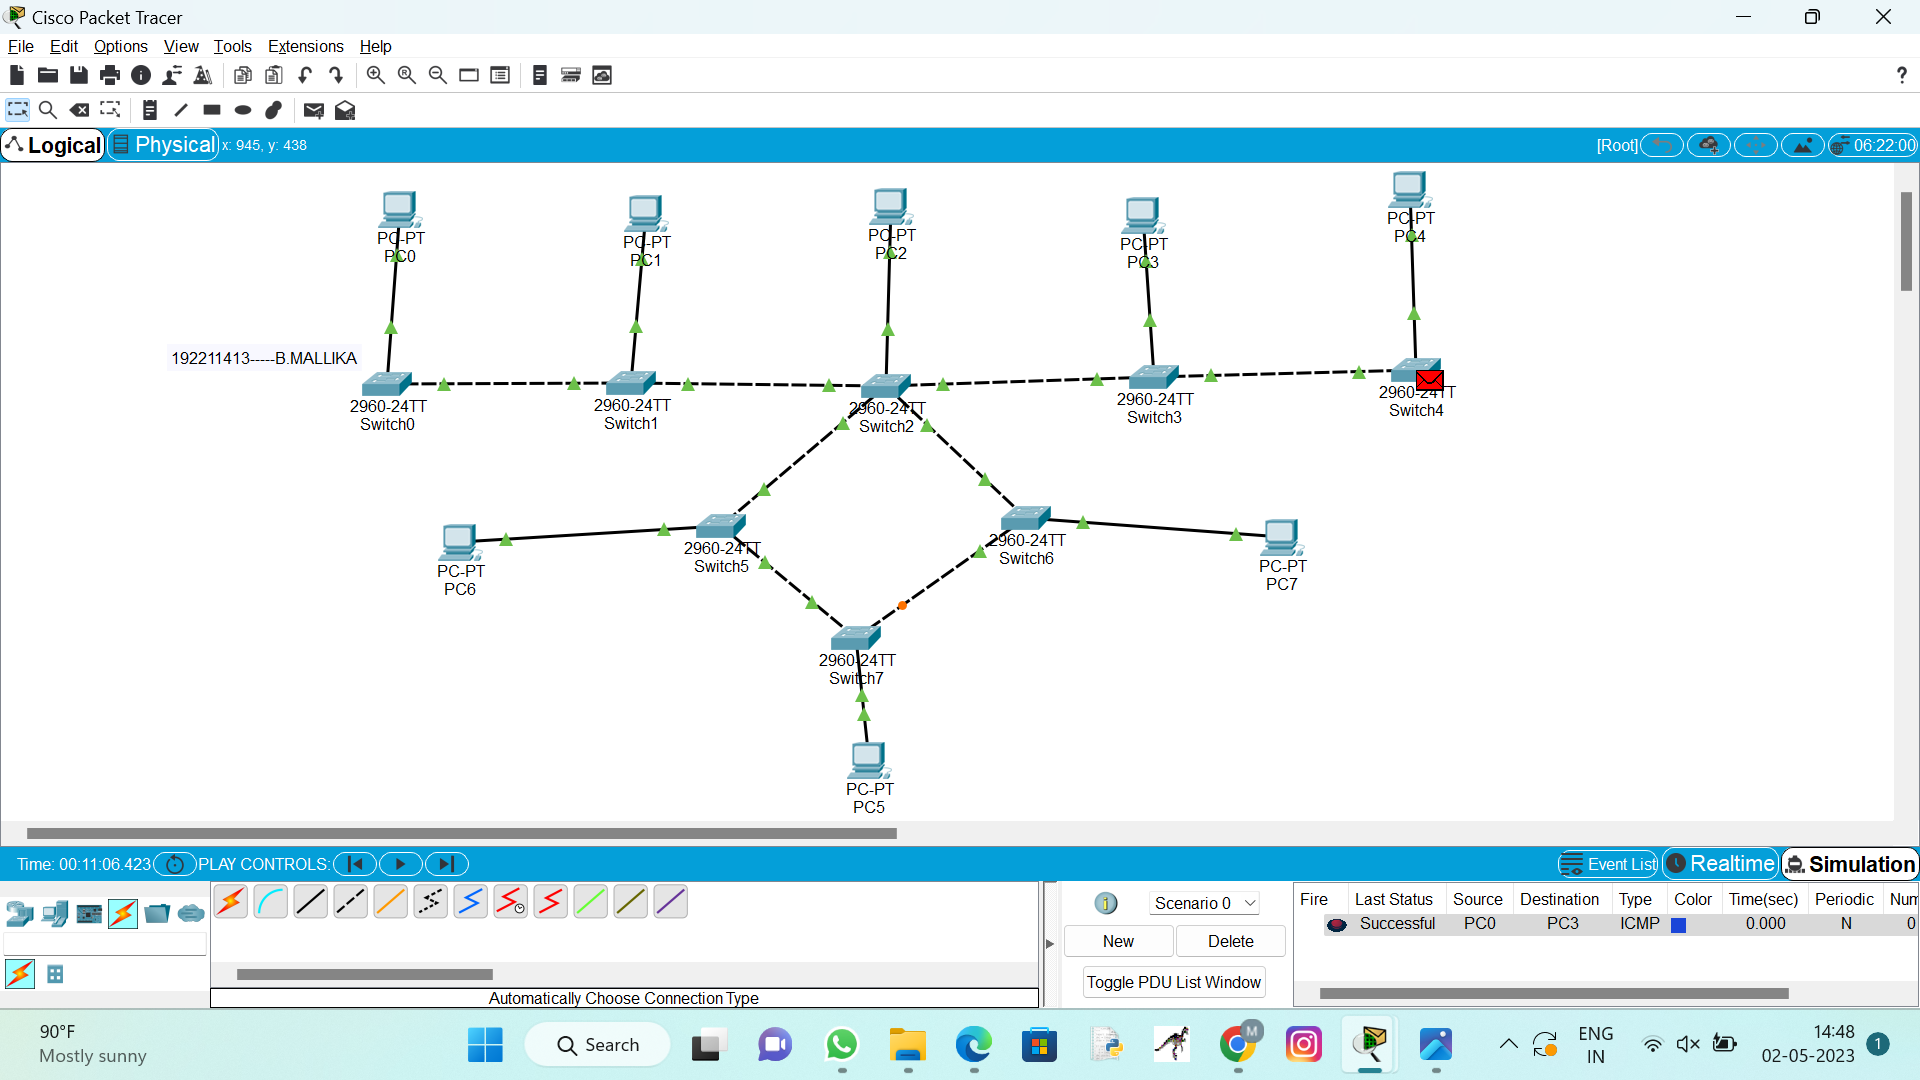 Cisco Packet Tracer
File Edit Options View Tools Extensions Help
?
Logical Physical x: 945, y: 438 [Root] 06:22:00
PC-PT
PC0
PC-PT
PC1
PC-PT
PC2
PC-PT
PC3
PC-PT
PC4
192211413-----B.MALLIKA
2960-24TT
Switch0
2960-24TT
Switch1
2960-24TT
Switch2
2960-24TT
Switch3
2960-24TT
Switch4
PC-PT
PC6
2960-24TT
Switch5
2960-24TT
Switch6
PC-PT
PC7
2960-24TT
Switch7
PC-PT
PC5
Time: 00:11:06.423 PLAY CONTROLS: Event List Realtime Simulation
Scenario 0
New Delete
Toggle PDU List Window
Fire Last Status Source Destination Type Color Time(sec) Periodic Num
Successful PC0 PC3 ICMP 0.000 N 0
Automatically Choose Connection Type
90°F
Mostly sunny
Search
M
ENG
IN
14:48
02-05-2023
1